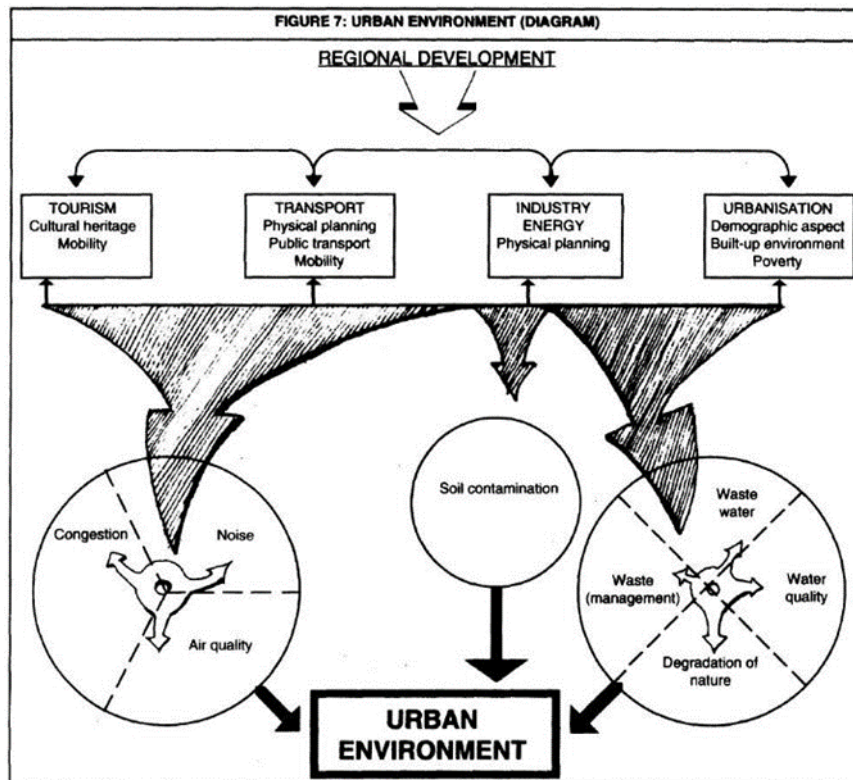 FIGURE 7: URBAN ENVIRONMENT (DIAGRAM)
REGIONAL DEVELOPMENT
TOURISM
Cultural heritage
Mobility
TRANSPORT
Physical planning
Public transport
Mobility
INDUSTRY
ENERGY
Physical planning
URBANISATION
Demographic aspect
Built-up environment
Poverty
Congestion
Noise
Air quality
Soil contamination
Waste
water
Waste
(management)
Water
quality
Degradation of
nature
URBAN
ENVIRONMENT